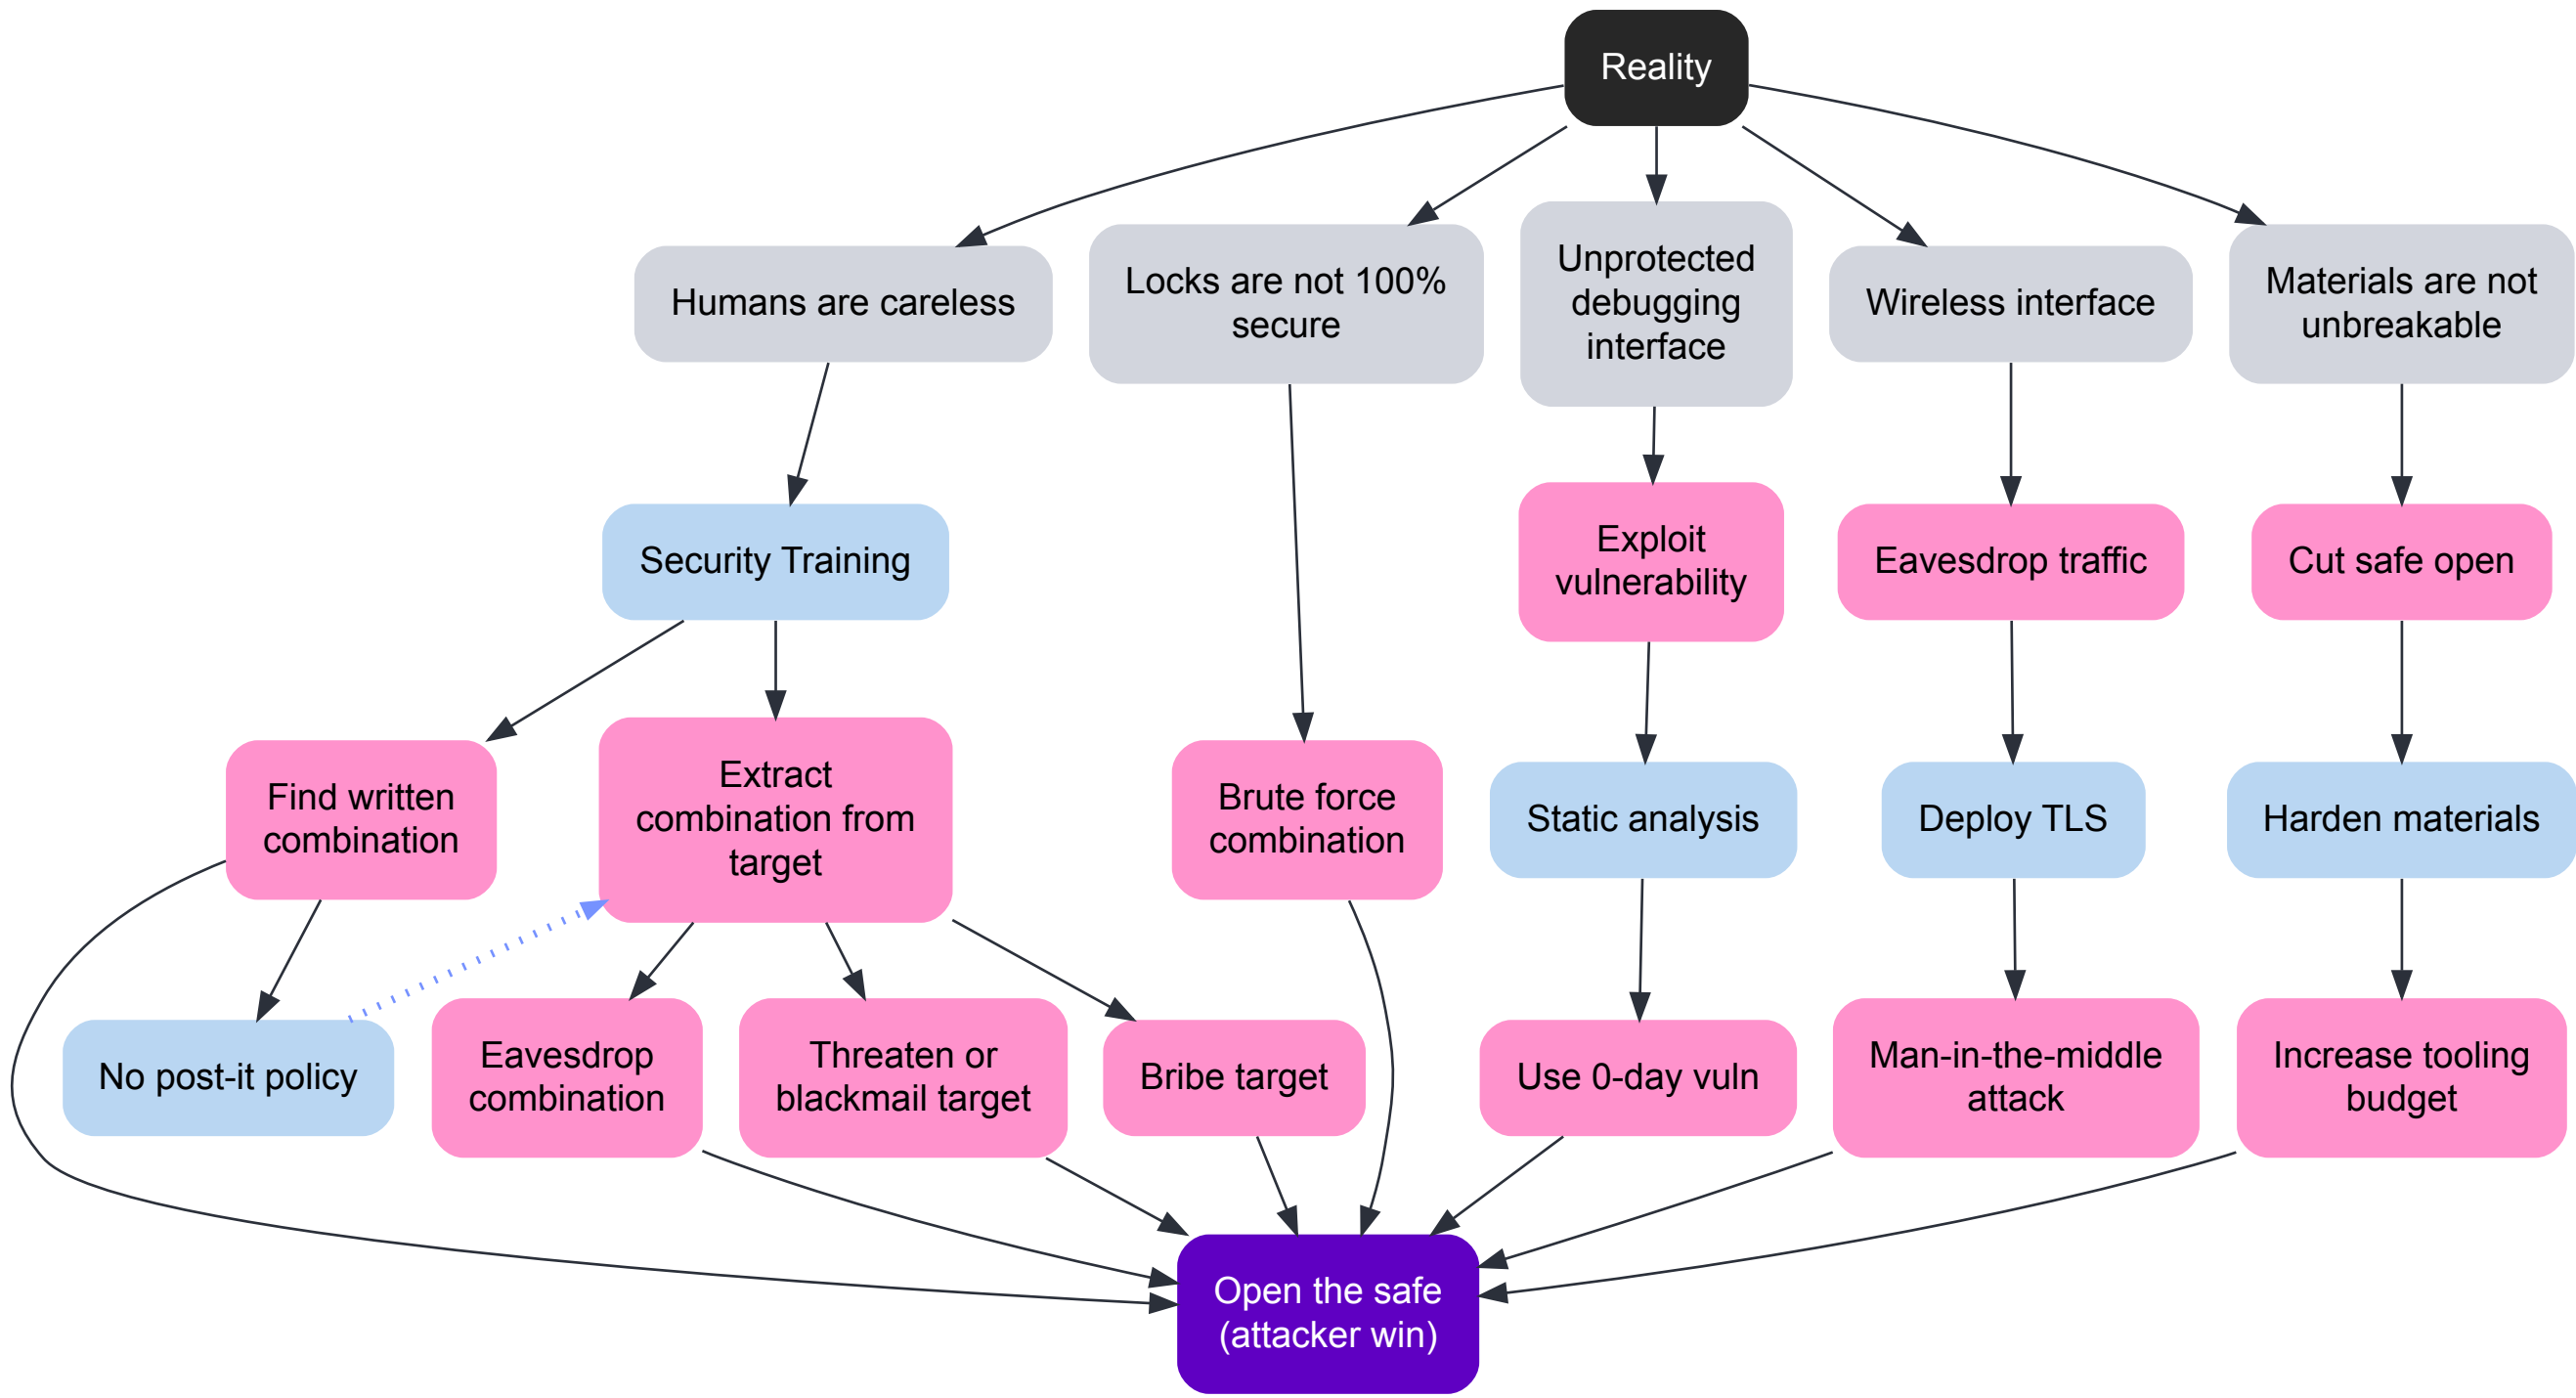 Reality
Humans are careless
Locks are not 100%
secure
Unprotected
debugging
interface
Wireless interface
Materials are not
unbreakable
Security Training
Exploit
vulnerability
Eavesdrop traffic
Cut safe open
Find written
combination
Extract
combination from
target
Brute force
combination
Static analysis
Deploy TLS
Harden materials
No post-it policy
Eavesdrop
combination
Threaten or
blackmail target
Bribe target
Use 0-day vuln
Man-in-the-middle
attack
Increase tooling
budget
Open the safe
(attacker win)